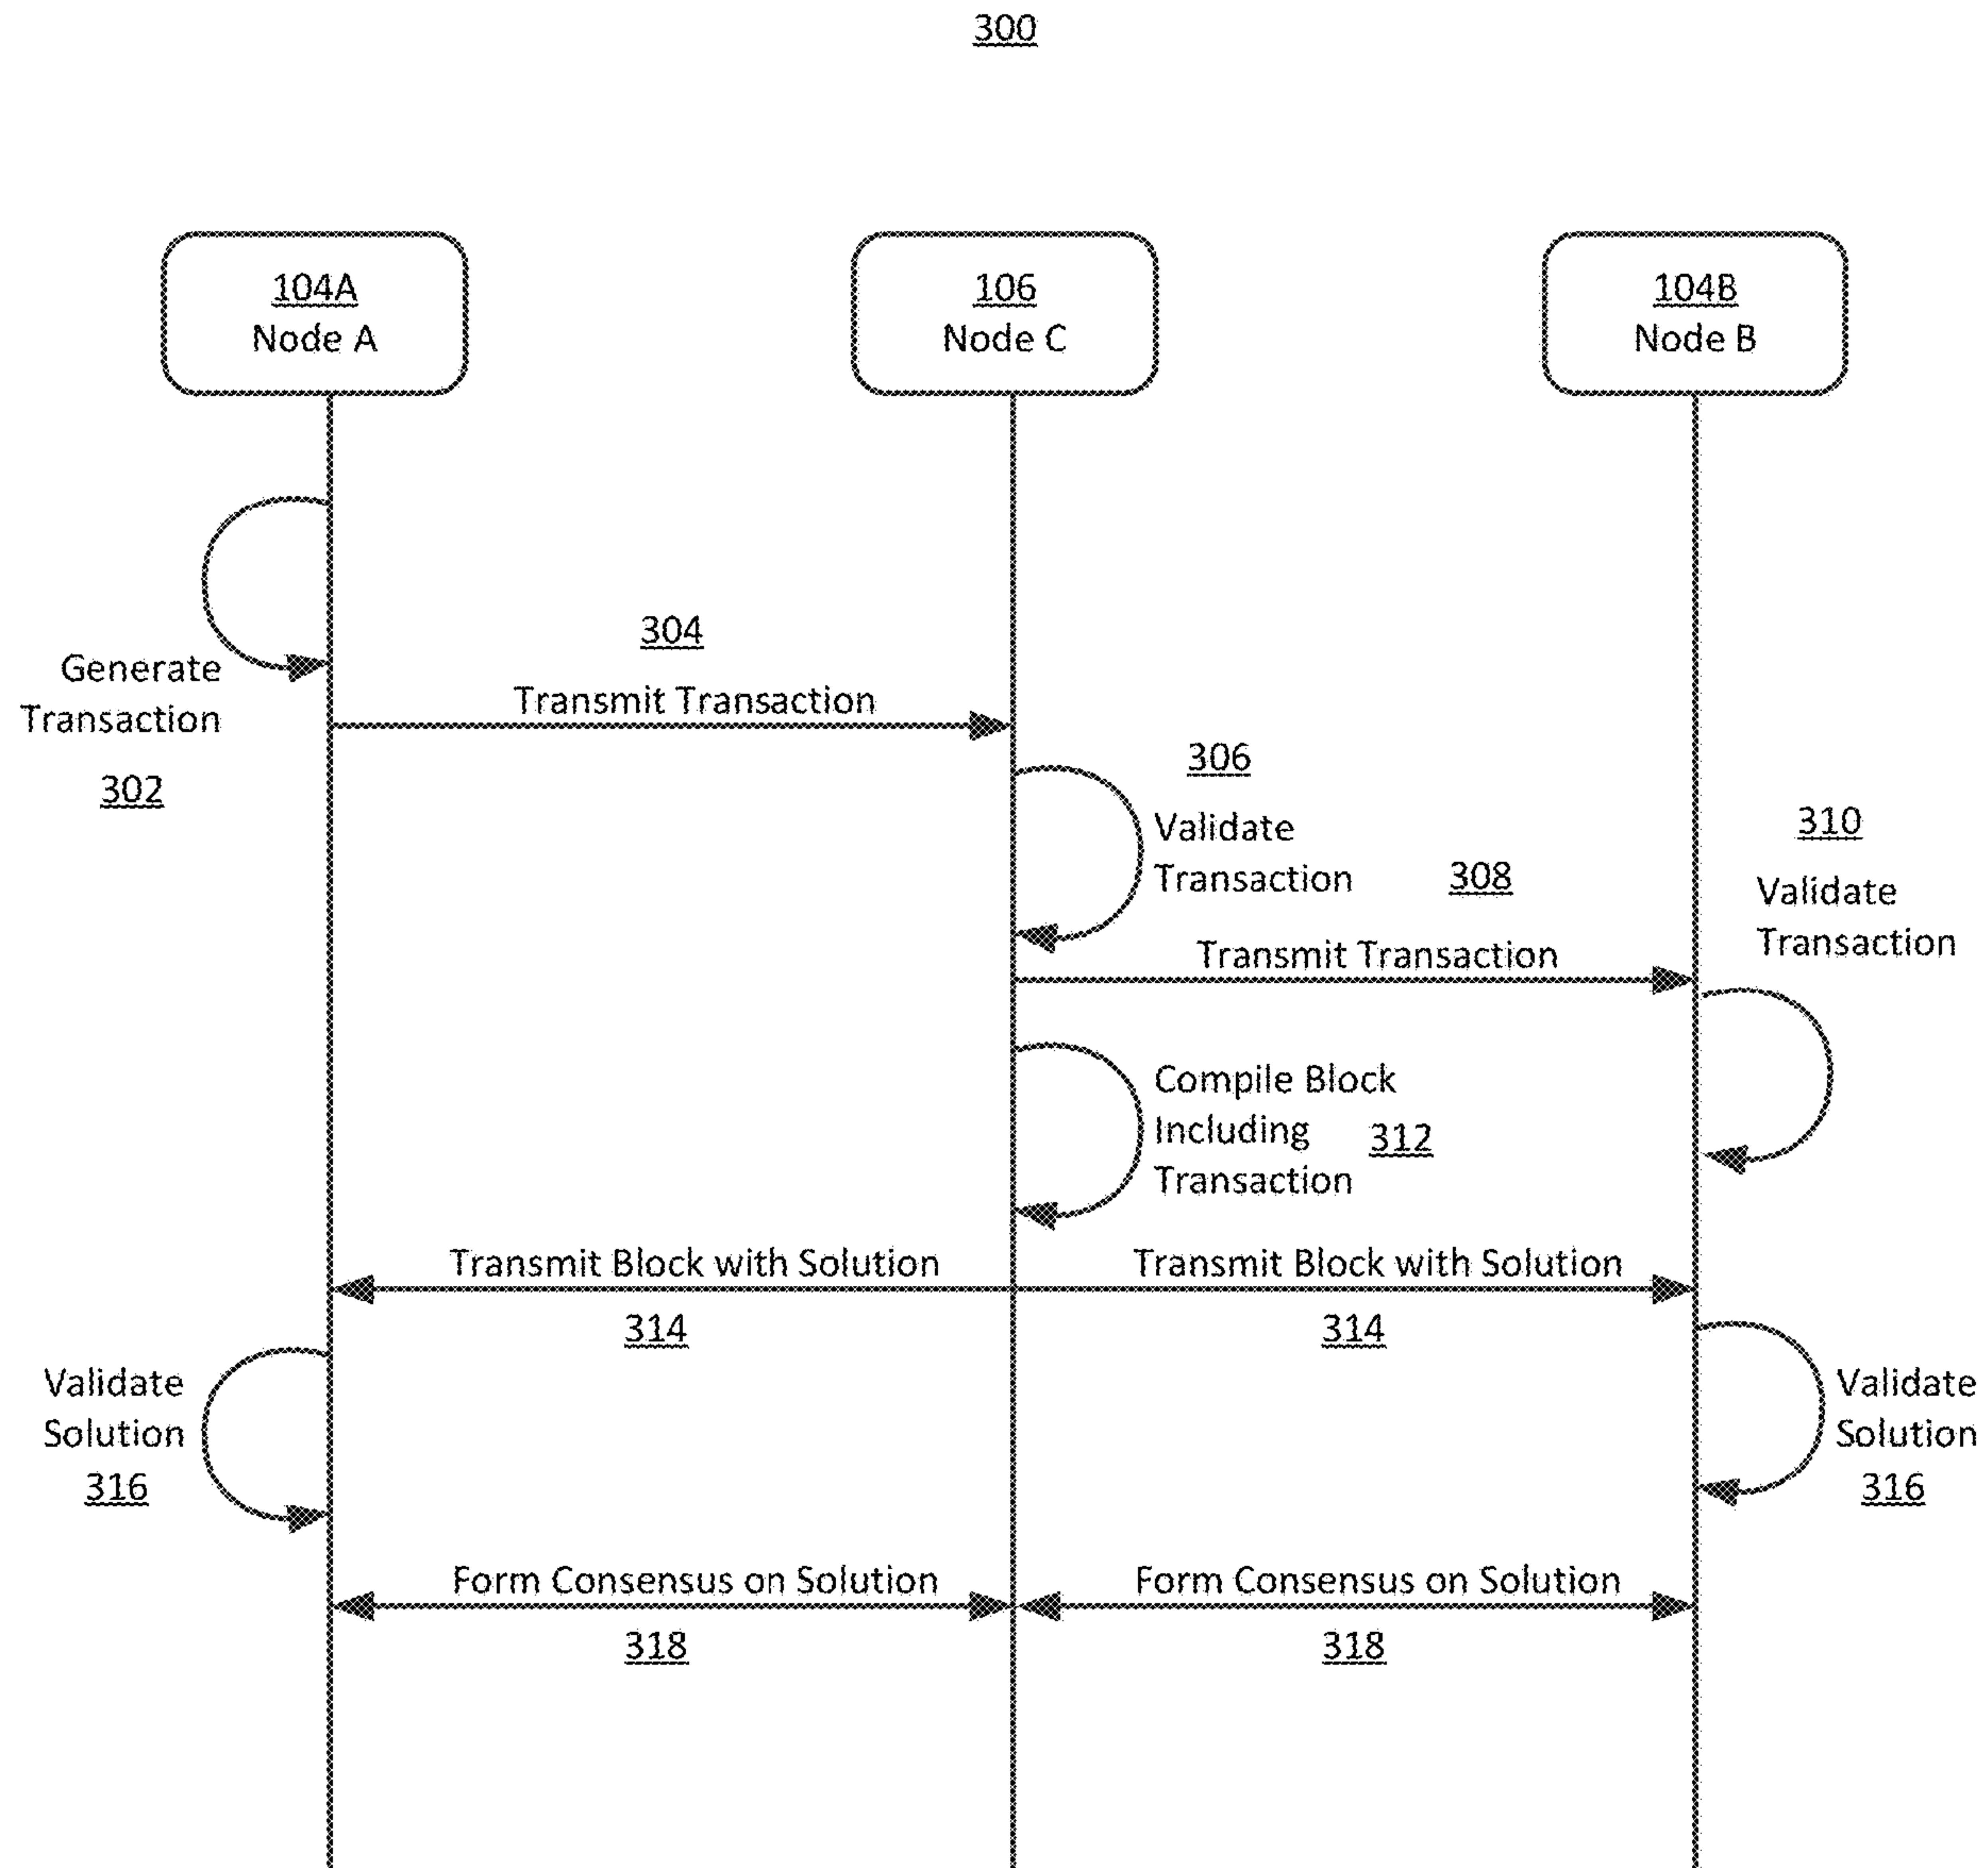 300
104A
Node A
106
Node C
104B
Node B
Generate
Transaction
302
304
Transmit Transaction
306
Validate
Transaction
308
Transmit Transaction
310
Validate
Transaction
Compile Block
Including
Transaction
312
Transmit Block with Solution
314
Transmit Block with Solution
314
Validate
Solution
316
Validate
Solution
316
Form Consensus on Solution
318
Form Consensus on Solution
318